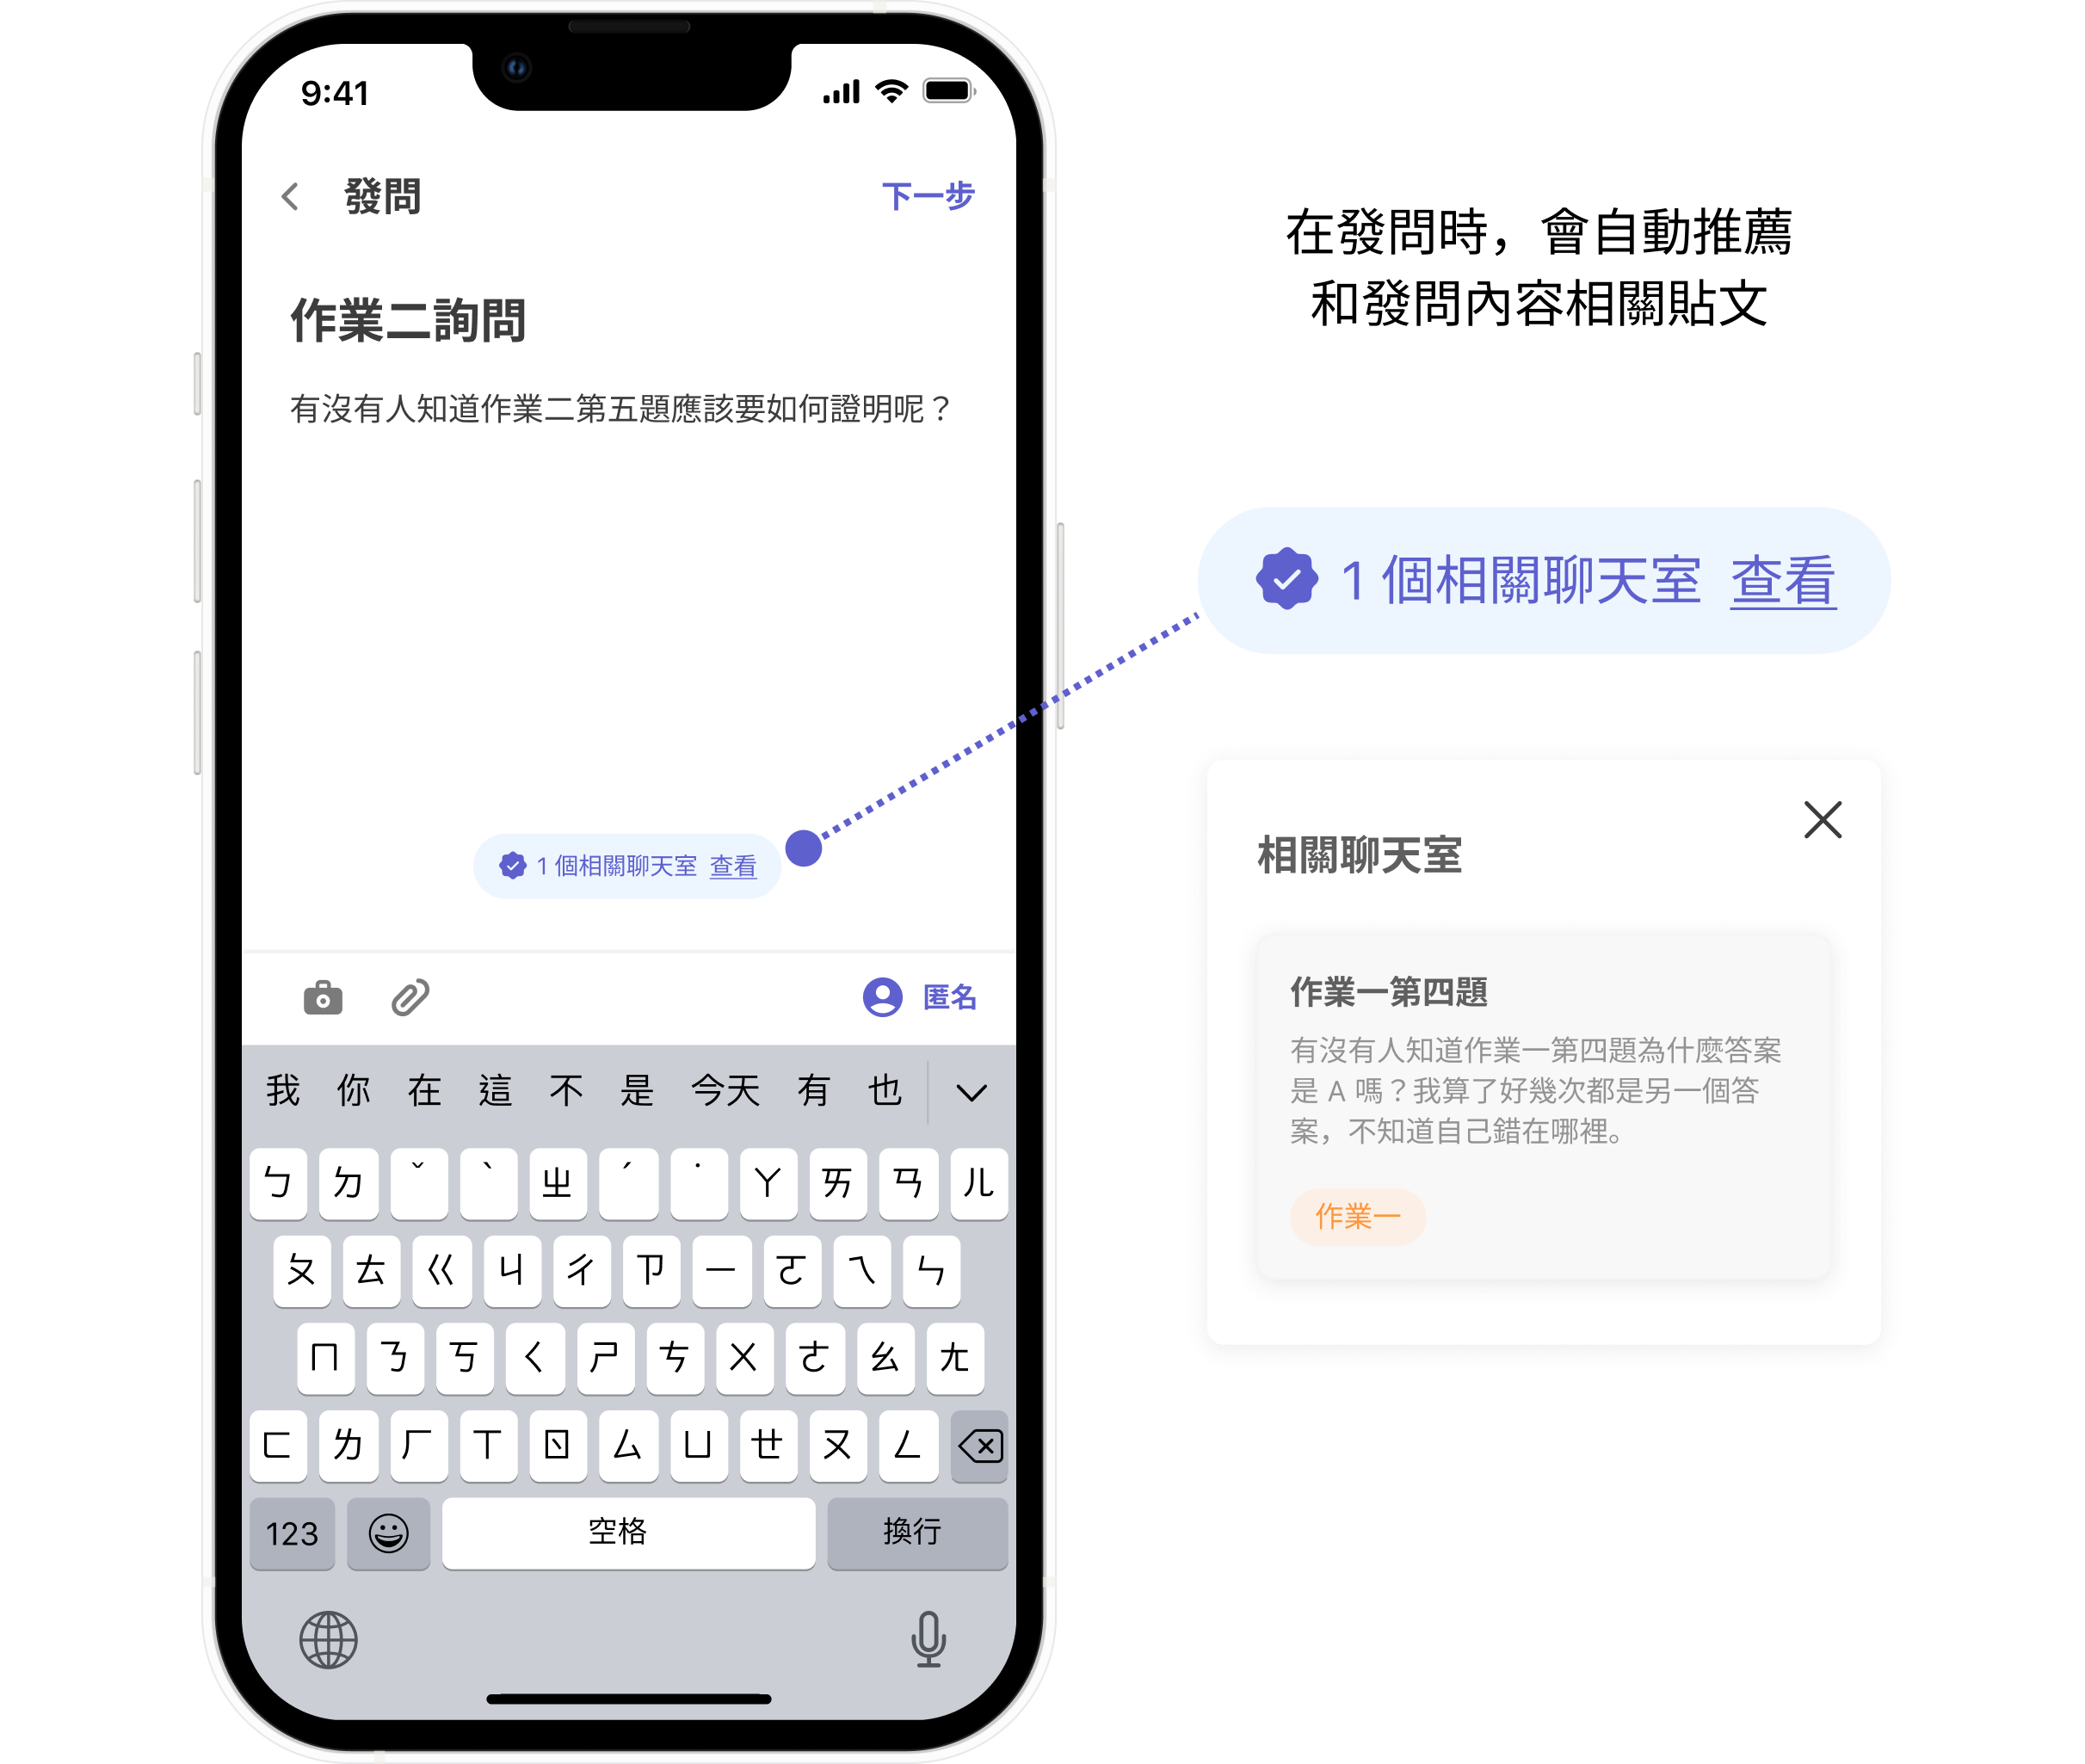 9:41
發問
下一步
作業二詢問
有沒有人知道作業二第五題應該要如何證明呢？
1 個相關聊天室 查看
匿名
我 你 在 這 不 是 今天 有 也
ㄅ ㄉ ˇ ˋ ㄓ ˊ ˙ ㄚ ㄞ ㄢ ㄦ
ㄆ ㄊ ㄍ ㄐ ㄔ ㄗ ㄧ ㄛ ㄟ ㄣ
ㄇ ㄋ ㄎ ㄑ ㄕ ㄘ ㄨ ㄜ ㄠ ㄤ
ㄈ ㄌ ㄏ ㄒ ㄖ ㄙ ㄩ ㄝ ㄡ ㄥ
123 空格 換行
在發問時，會自動推薦
和發問內容相關貼文
1 個相關聊天室 查看
相關聊天室
作業一第四題
有沒有人知道作業一第四題為什麼答案
是 A 嗎？我算了好幾次都是另一個答
案，不知道自己錯在哪裡。
作業一